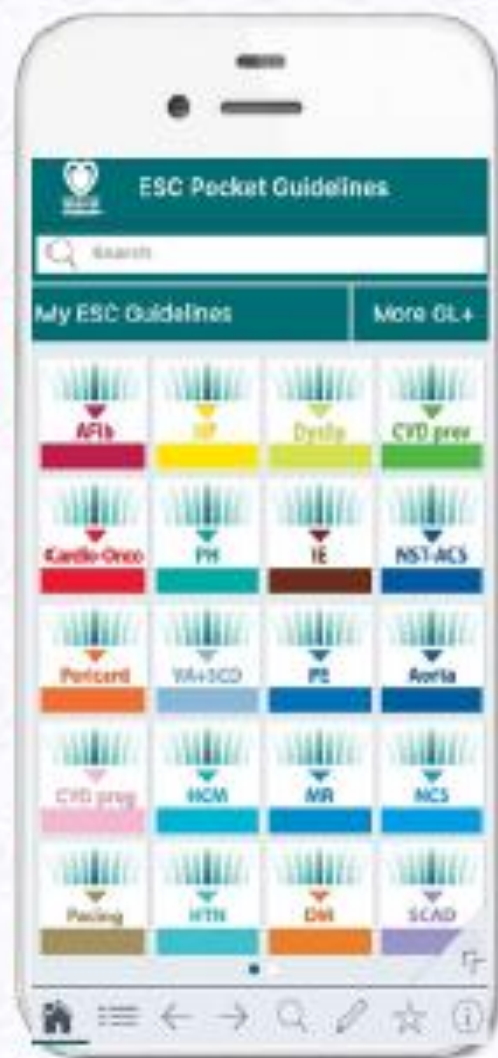 ESC Pocket Guidelines
Search
My ESC Guidelines More GL+
AFib HF Dyslip CVD prev
Cardio-Onco PH IE NST-ACS
Pericard VA+SCD PE Aorta
CVD preg HCM MR NCS
Pacing HTN DM SCAD